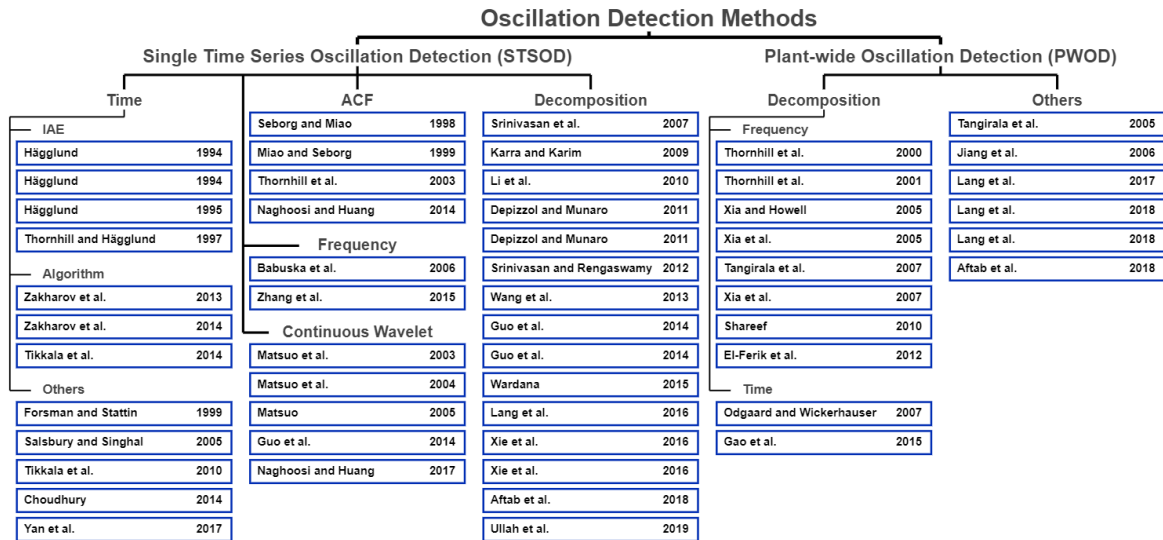 Oscillation Detection Methods
Single Time Series Oscillation Detection (STSOD)
Time
IAE
Hägglund 1994
Hägglund 1994
Hägglund 1995
Thornhill and Hägglund 1997
Algorithm
Zakharov et al. 2013
Zakharov et al. 2014
Tikkala et al. 2014
Others
Forsman and Stattin 1999
Salsbury and Singhal 2005
Tikkala et al. 2010
Choudhury 2014
Yan et al. 2017
ACF
Seborg and Miao 1998
Miao and Seborg 1999
Thornhill et al. 2003
Naghoosi and Huang 2014
Frequency
Babuska et al. 2006
Zhang et al. 2015
Continuous Wavelet
Matsuo et al. 2003
Matsuo et al. 2004
Matsuo 2005
Guo et al. 2014
Naghoosi and Huang 2017
Decomposition
Srinivasan et al. 2007
Karra and Karim 2009
Li et al. 2010
Depizzol and Munaro 2011
Depizzol and Munaro 2011
Srinivasan and Rengaswamy 2012
Wang et al. 2013
Guo et al. 2014
Guo et al. 2014
Wardana 2015
Lang et al. 2016
Xie et al. 2016
Xie et al. 2016
Aftab et al. 2018
Ullah et al. 2019
Plant-wide Oscillation Detection (PWOD)
Decomposition
Frequency
Thornhill et al. 2000
Thornhill et al. 2001
Xia and Howell 2005
Xia et al. 2005
Tangirala et al. 2007
Xia et al. 2007
Shareef 2010
El-Ferik et al. 2012
Time
Odgaard and Wickerhauser 2007
Gao et al. 2015
Others
Tangirala et al. 2005
Jiang et al. 2006
Lang et al. 2017
Lang et al. 2018
Lang et al. 2018
Aftab et al. 2018